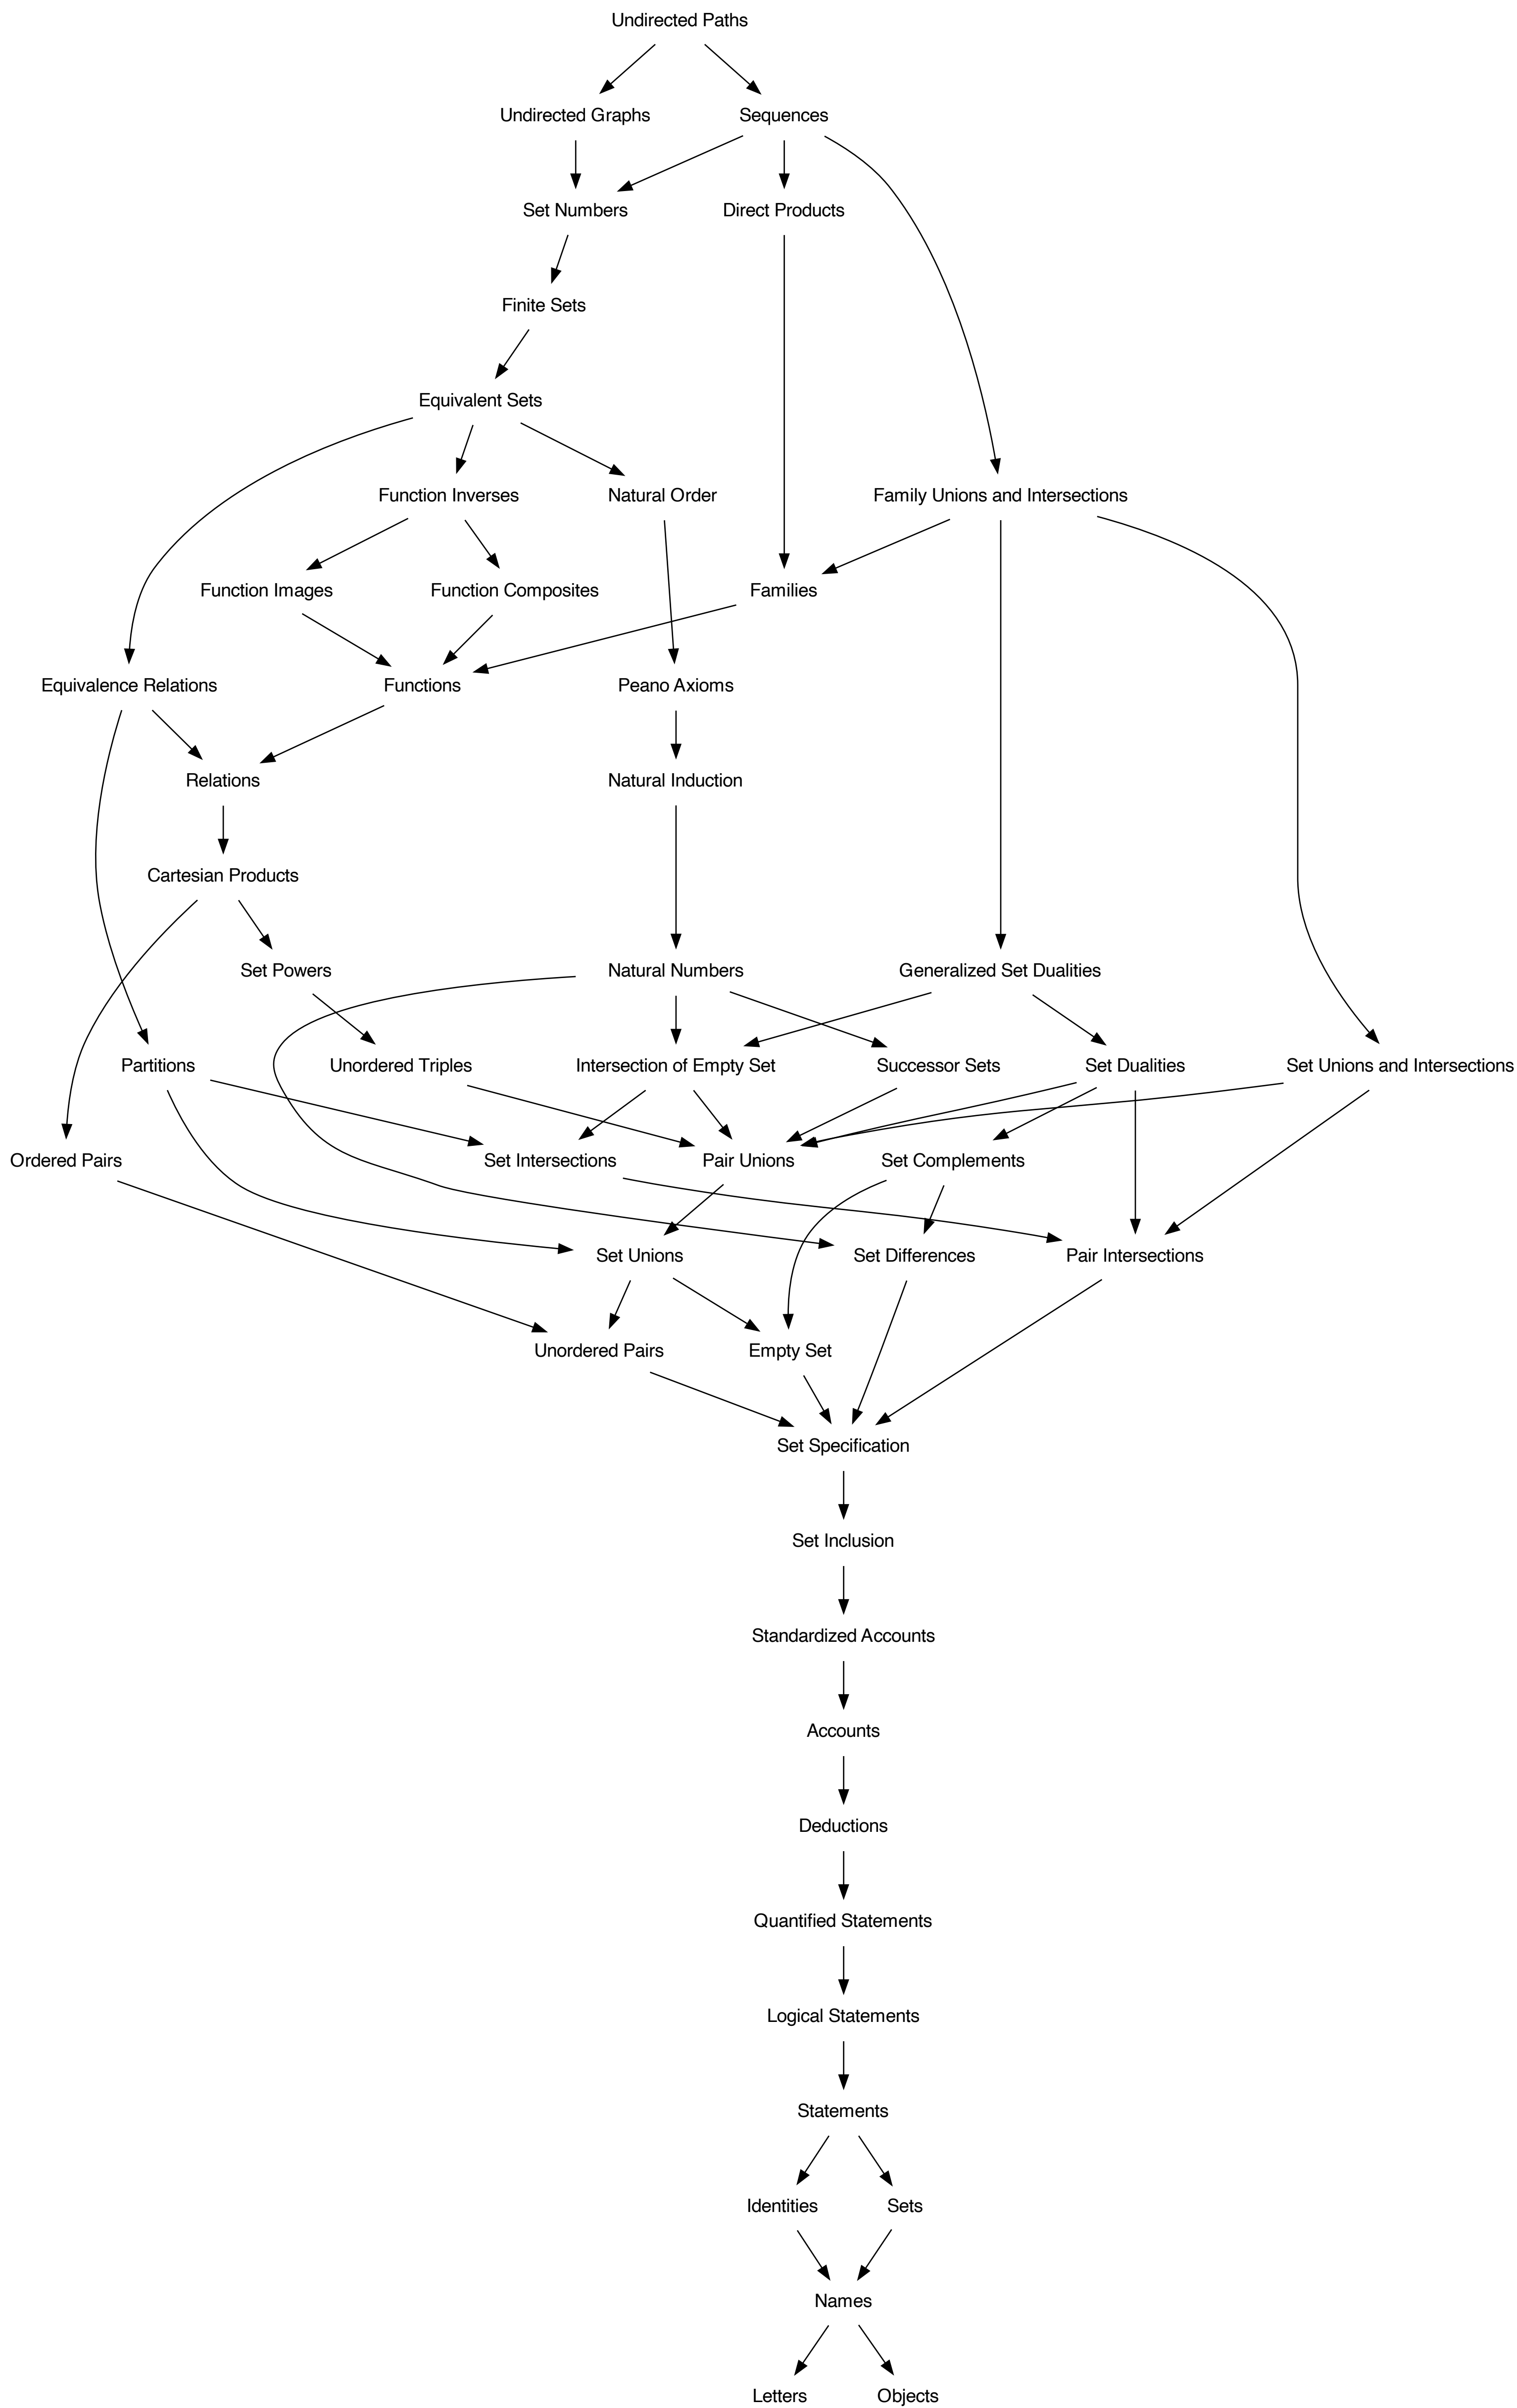 Undirected Paths
Undirected Graphs
Sequences
Set Numbers
Direct Products
Finite Sets
Equivalent Sets
Function Inverses
Natural Order
Family Unions and Intersections
Function Images
Function Composites
Families
Equivalence Relations
Functions
Peano Axioms
Relations
Natural Induction
Cartesian Products
Set Powers
Natural Numbers
Generalized Set Dualities
Partitions
Unordered Triples
Intersection of Empty Set
Successor Sets
Set Dualities
Set Unions and Intersections
Ordered Pairs
Set Intersections
Pair Unions
Set Complements
Set Unions
Set Differences
Pair Intersections
Unordered Pairs
Empty Set
Set Specification
Set Inclusion
Standardized Accounts
Accounts
Deductions
Quantified Statements
Logical Statements
Statements
Identities
Sets
Names
Letters
Objects